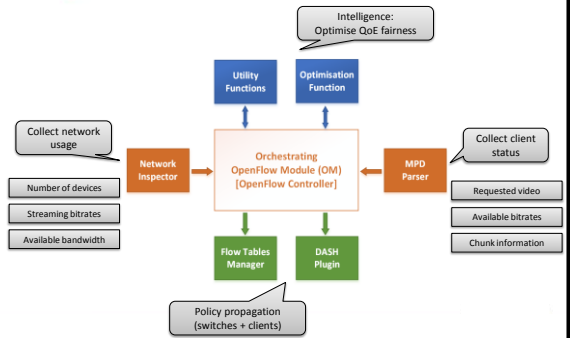 Intelligence:
Optimise QoE fairness
Utility
Functions
Optimisation
Function
Collect network
usage
Collect client
status
Network
Inspector
Orchestrating
OpenFlow Module (OM)
[OpenFlow Controller]
MPD
Parser
Number of devices
Streaming bitrates
Available bandwidth
Requested video
Available bitrates
Chunk information
Flow Tables
Manager
DASH
Plugin
Policy propagation
(switches + clients)